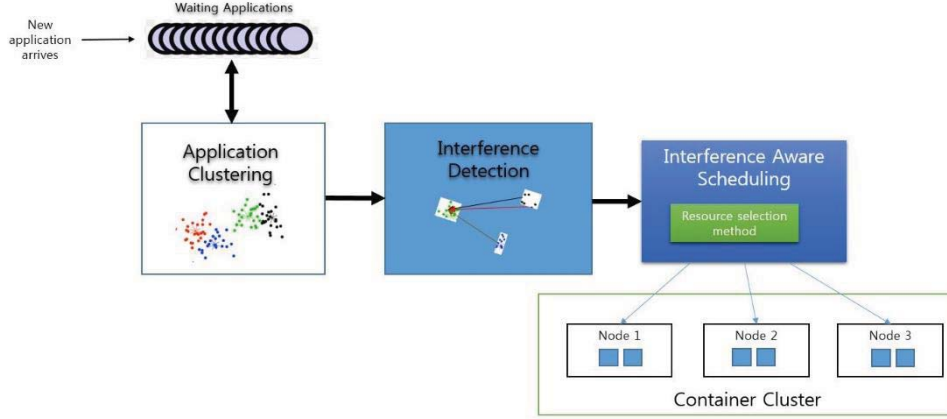 Waiting Applications
New
application
arrives
Application
Clustering
Interference
Detection
Interference Aware
Scheduling
Resource selection
method
Node 1
Node 2
Node 3
Container Cluster